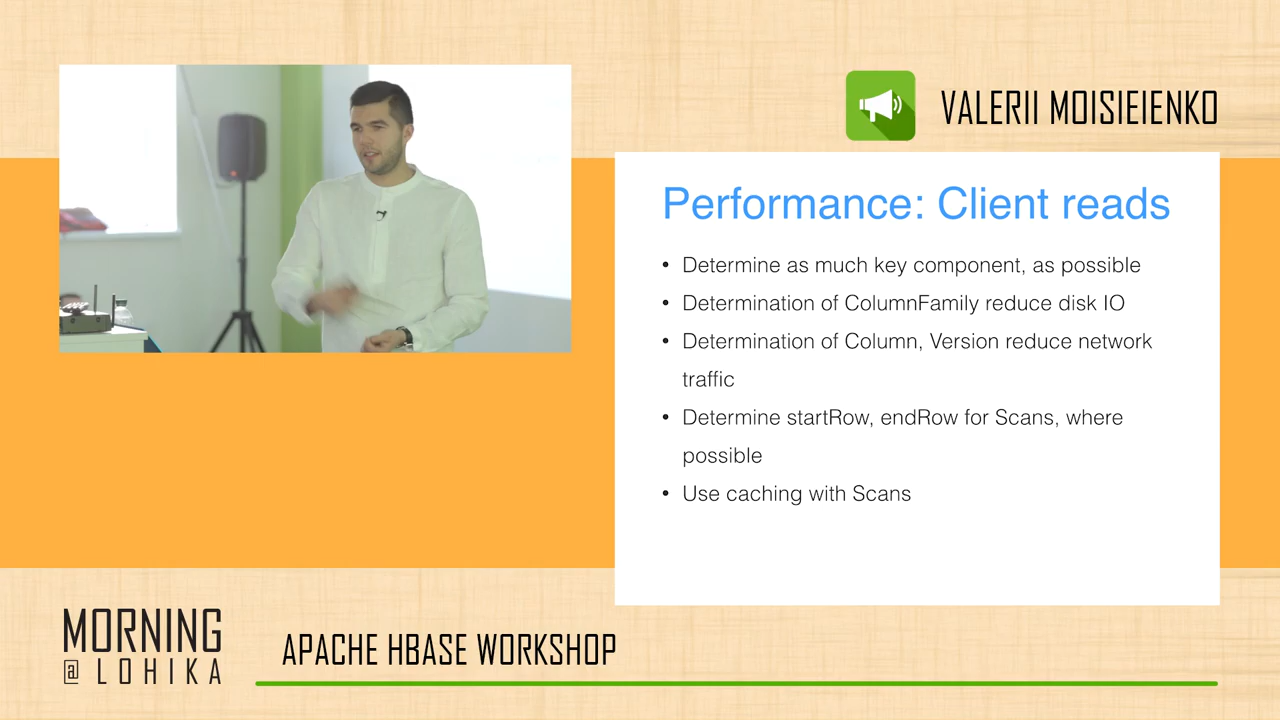 VALERII MOISIEIENKO
Performance: Client reads
• Determine as much key component, as possible
• Determination of ColumnFamily reduce disk IO
• Determination of Column, Version reduce network
traffic
• Determine startRow, endRow for Scans, where
possible
• Use caching with Scans
MORNING
@ LOHIKA
APACHE HBASE WORKSHOP